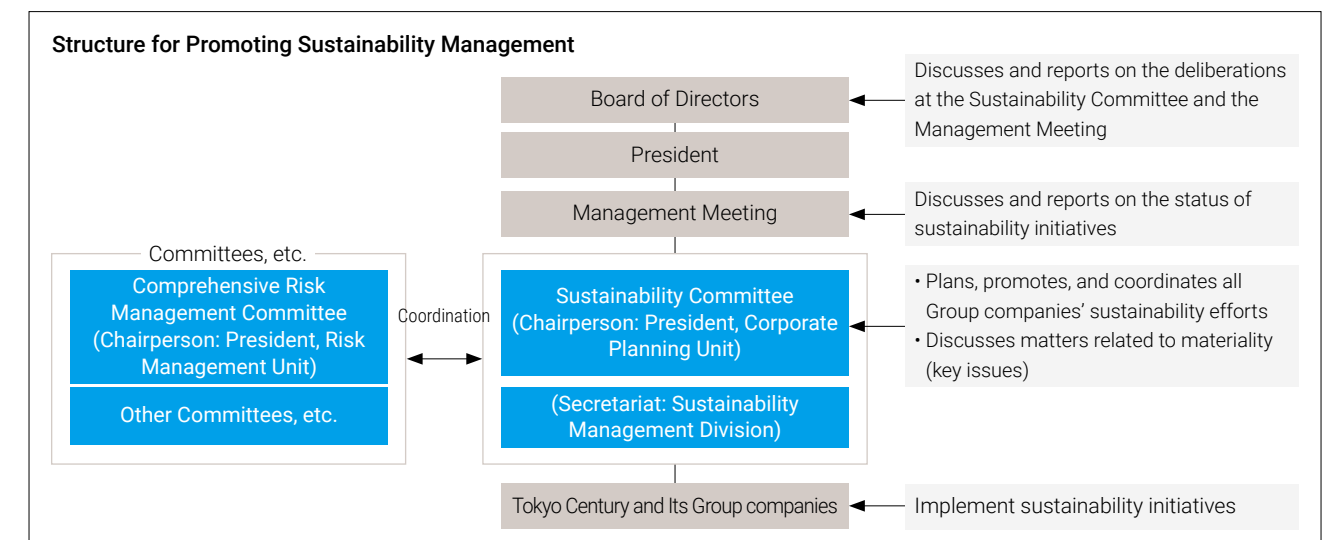 Structure for Promoting Sustainability Management
Board of Directors
Discusses and reports on the deliberations
at the Sustainability Committee and the
Management Meeting
President
Management Meeting
Discusses and reports on the status of
sustainability initiatives
Committees, etc.
Comprehensive Risk
Management Committee
(Chairperson: President, Risk
Management Unit)
Other Committees, etc.
Coordination
Sustainability Committee
(Chairperson: President, Corporate
Planning Unit)
(Secretariat: Sustainability
Management Division)
• Plans, promotes, and coordinates all
Group companies’ sustainability efforts
• Discusses matters related to materiality
(key issues)
Tokyo Century and Its Group companies
Implement sustainability initiatives